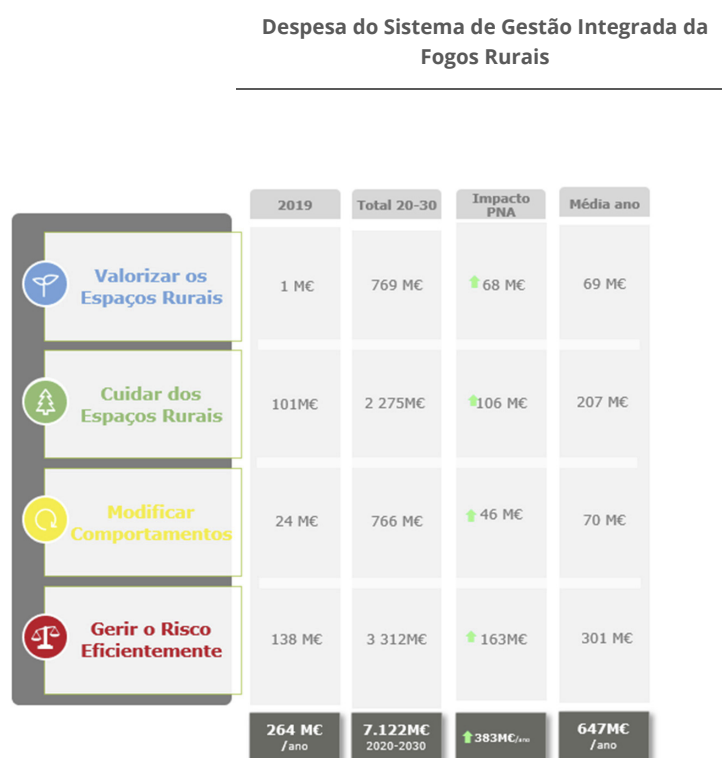 Despesa do Sistema de Gestão Integrada da
Fogos Rurais
2019
Total 20-30
Impacto
PNA
Média ano
Valorizar os
Espaços Rurais
1 M€
769 M€
68 M€
69 M€
Cuidar dos
Espaços Rurais
101M€
2 275M€
106 M€
207 M€
Modificar
Comportamentos
24 M€
766 M€
46 M€
70 M€
Gerir o Risco
Eficientemente
138 M€
3 312M€
163M€
301 M€
264 M€
/ano
7.122M€
2020-2030
383M€/ano
647M€
/ano